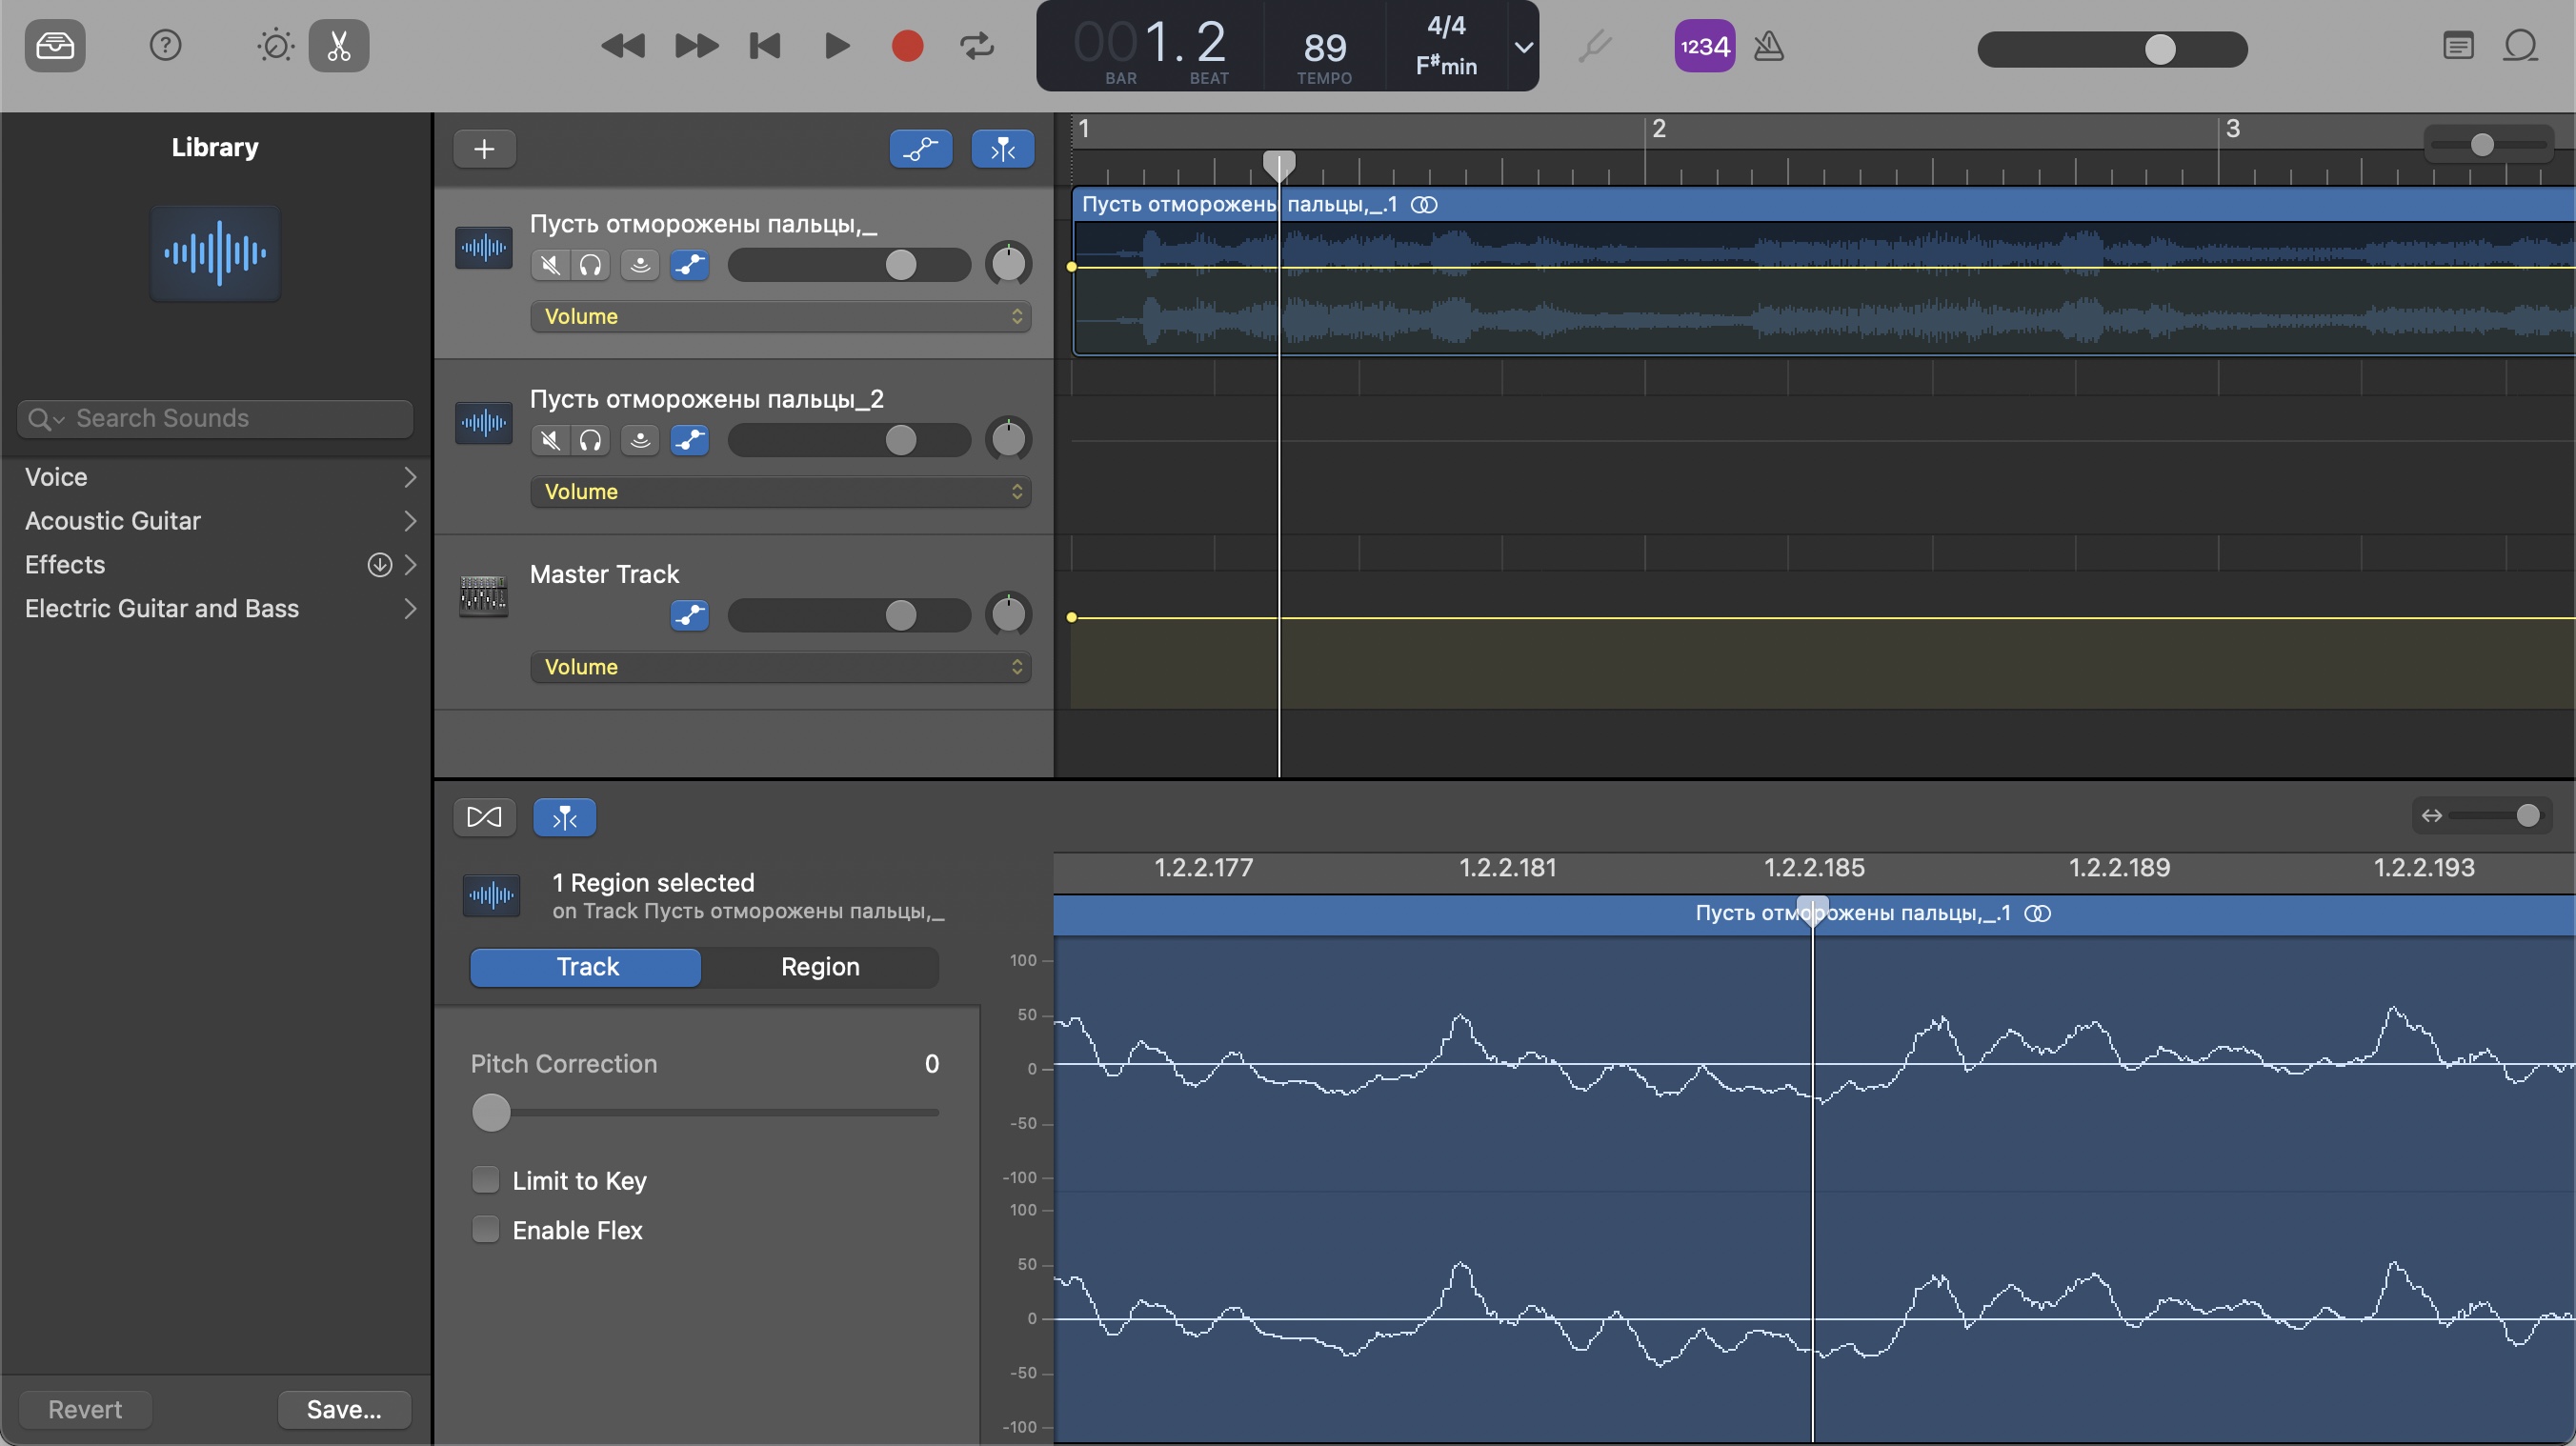 001. 2
BAR BEAT
89
TEMPO
4/4
F#min
1234
Library
Search Sounds
Voice
Acoustic Guitar
Effects
Electric Guitar and Bass
Revert
Save...
Пусть отморожены пальцы,_
Volume
Пусть отморожены пальцы_2
Volume
Master Track
Volume
1 2 3
Пусть отморожены пальцы,_.1
1 Region selected
on Track Пусть отморожены пальцы,_
Track Region
Pitch Correction 0
Limit to Key
Enable Flex
1.2.2.177 1.2.2.181 1.2.2.185 1.2.2.189 1.2.2.193
Пусть отморожены пальцы,_.1
100
50
0
-50
-100
100
50
0
-50
-100